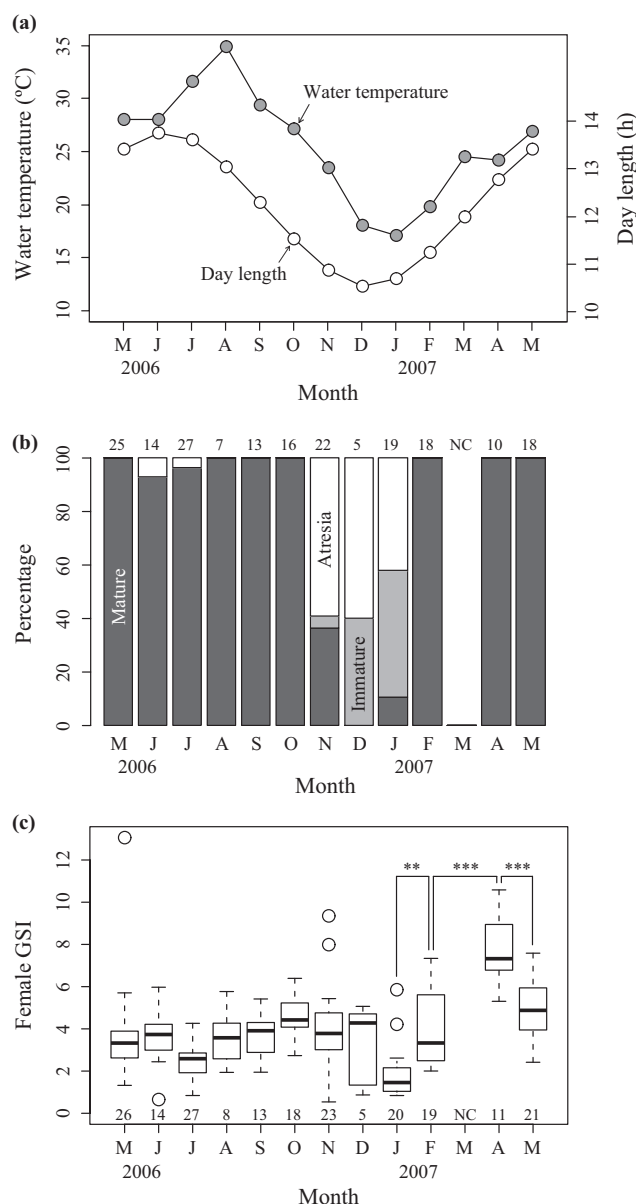 (a)
35
30
25
20
15
10
Water temperature (ºC)
Water temperature
Day length
14
13
12
11
10
Day length (h)
M J J A S O N D J F M A M
2006 2007
Month
(b)
25 14 27 7 13 16 22 5 19 18 NC 10 18
100
80
60
40
20
0
Percentage
Mature
Atresia
Immature
M J J A S O N D J F M A M
2006 2007
Month
(c)
12
10
8
6
4
2
0
Female GSI
** *** ***
26 14 27 8 13 18 23 5 20 19 NC 11 21
M J J A S O N D J F M A M
2006 2007
Month